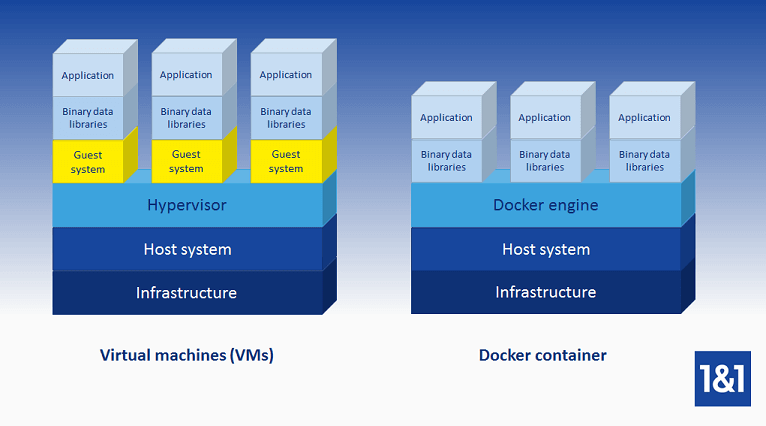 Application
Binary data
libraries
Guest
system
Application
Binary data
libraries
Guest
system
Application
Binary data
libraries
Guest
system
Hypervisor
Host system
Infrastructure
Virtual machines (VMs)
Application
Binary data
libraries
Application
Binary data
libraries
Application
Binary data
libraries
Docker engine
Host system
Infrastructure
Docker container
1&1